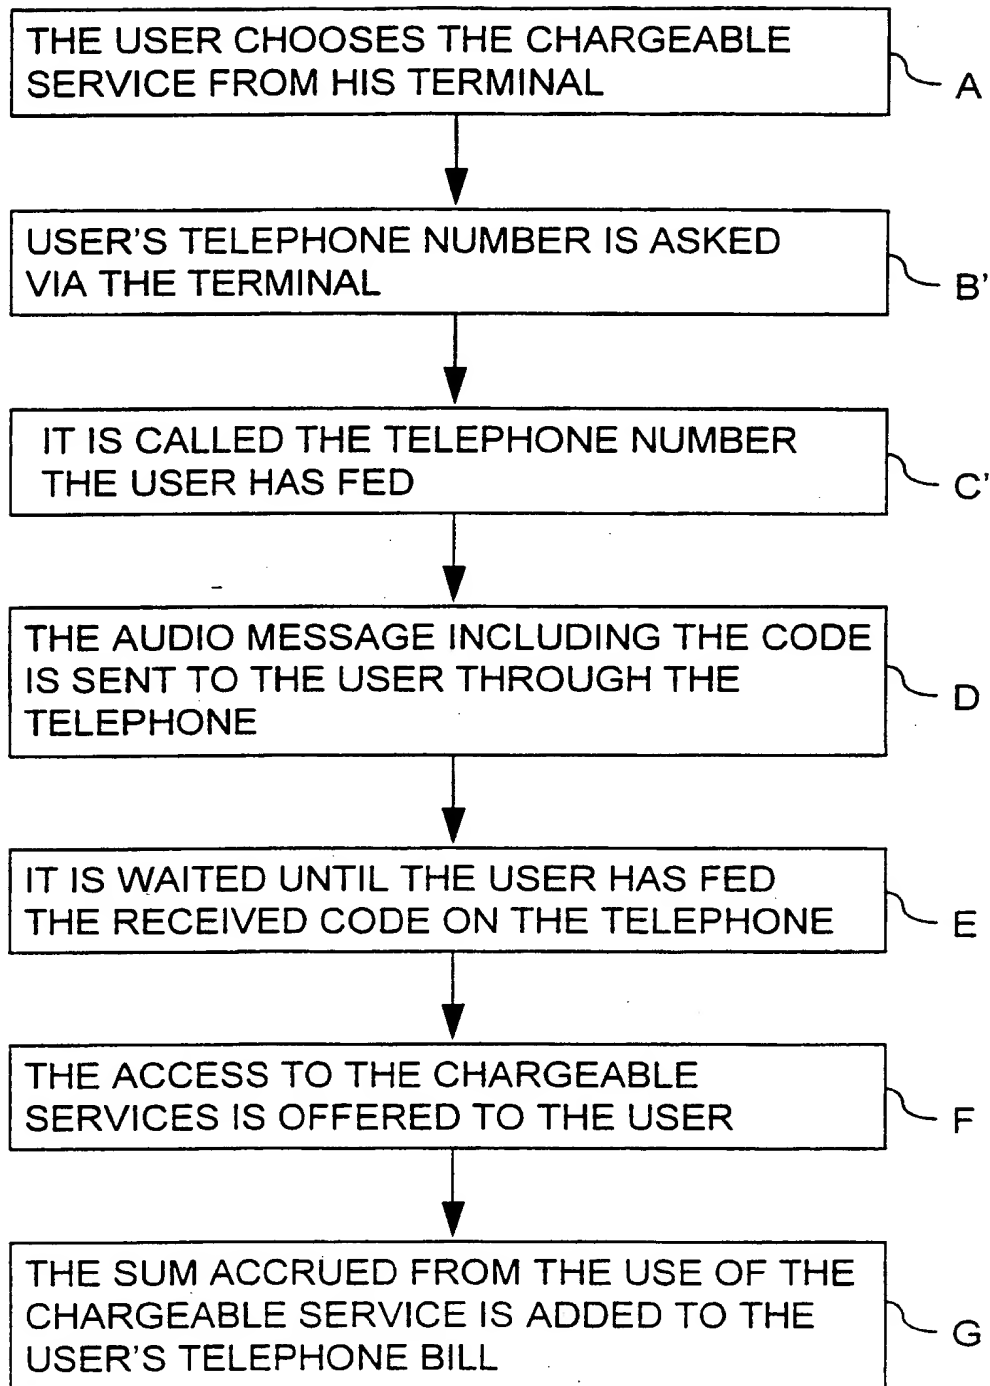 THE USER CHOOSES THE CHARGEABLE
SERVICE FROM HIS TERMINAL
A
USER'S TELEPHONE NUMBER IS ASKED
VIA THE TERMINAL
B'
IT IS CALLED THE TELEPHONE NUMBER
THE USER HAS FED
C'
THE AUDIO MESSAGE INCLUDING THE CODE
IS SENT TO THE USER THROUGH THE
TELEPHONE
D
IT IS WAITED UNTIL THE USER HAS FED
THE RECEIVED CODE ON THE TELEPHONE
E
THE ACCESS TO THE CHARGEABLE
SERVICES IS OFFERED TO THE USER
F
THE SUM ACCRUED FROM THE USE OF THE
CHARGEABLE SERVICE IS ADDED TO THE
USER'S TELEPHONE BILL
G